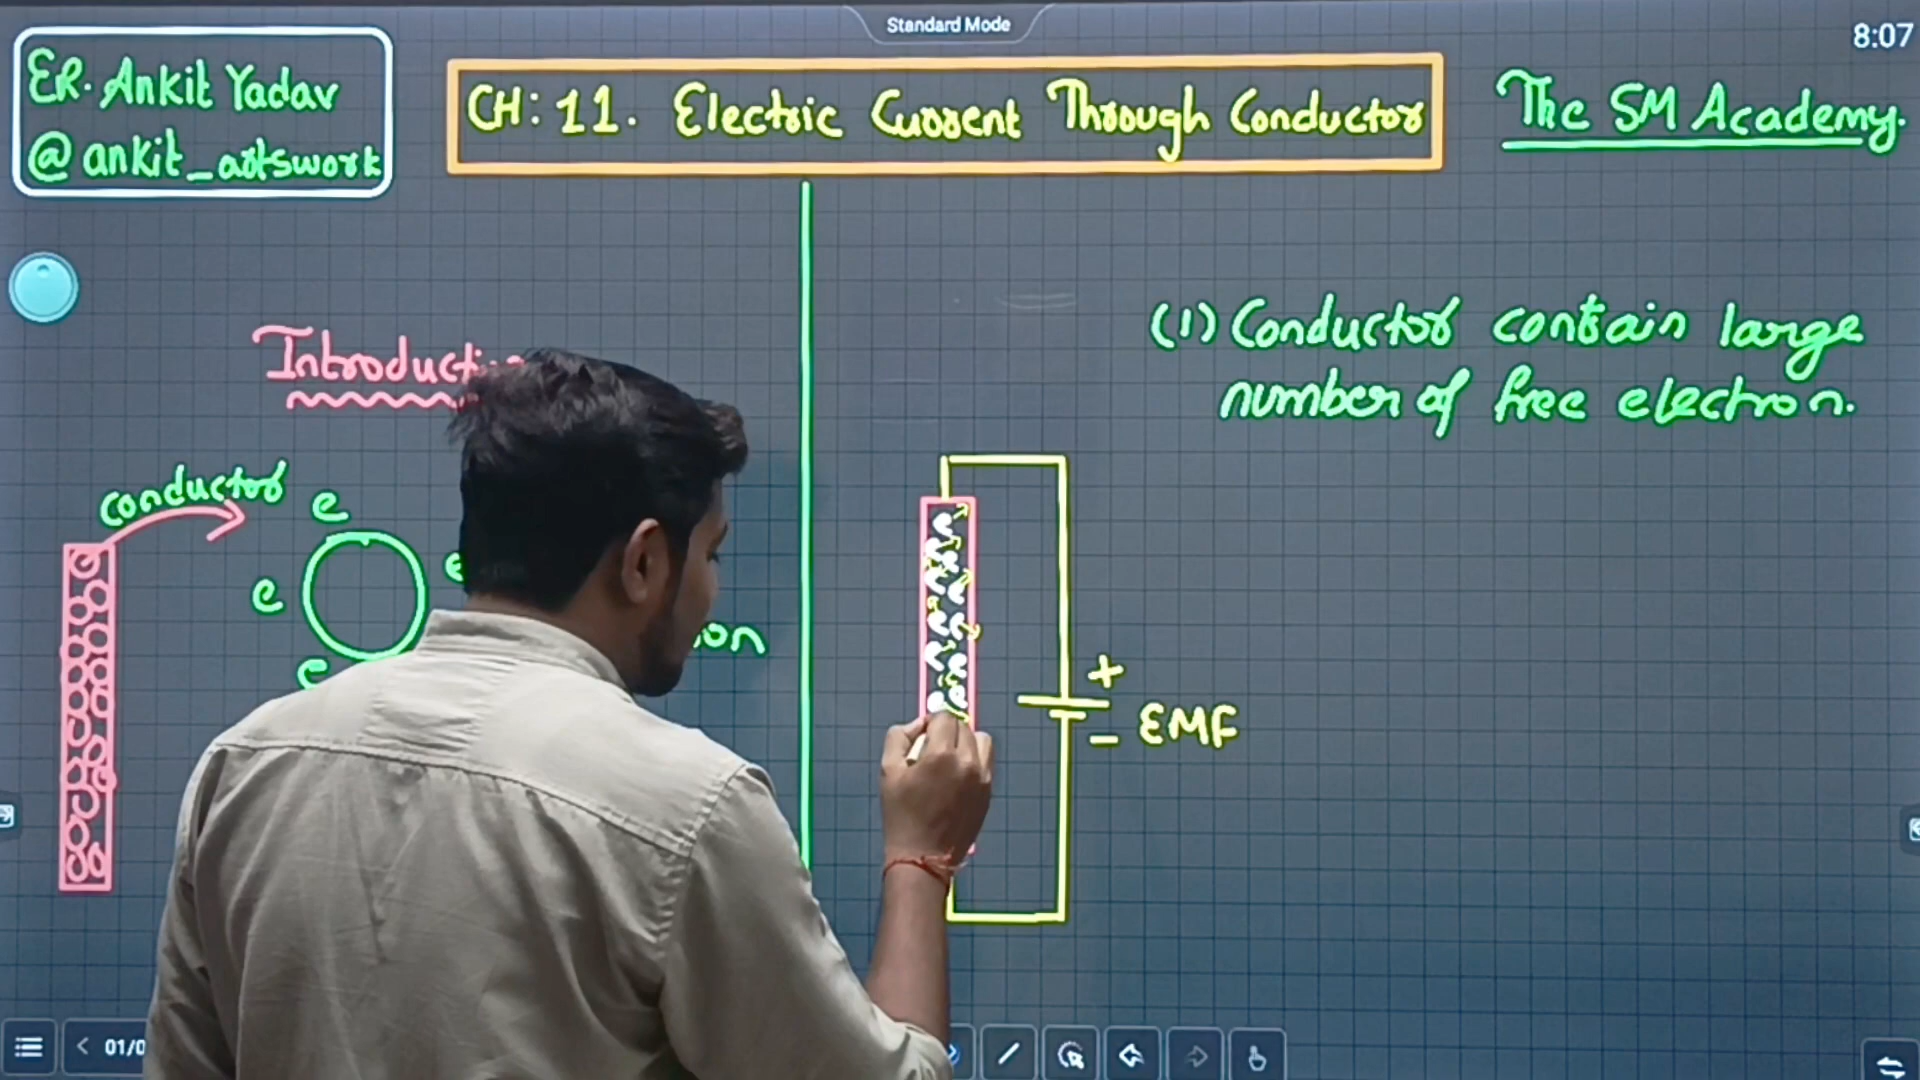 Standard Mode
8:07
ER. Ankit Yadav
@ankit_artswork
CH: 11. Electric Current Through Conductor
The SM Academy.
(1) Conductor contain large
number of free electron.
conductor
e
e
e
+
- EMF
01/0